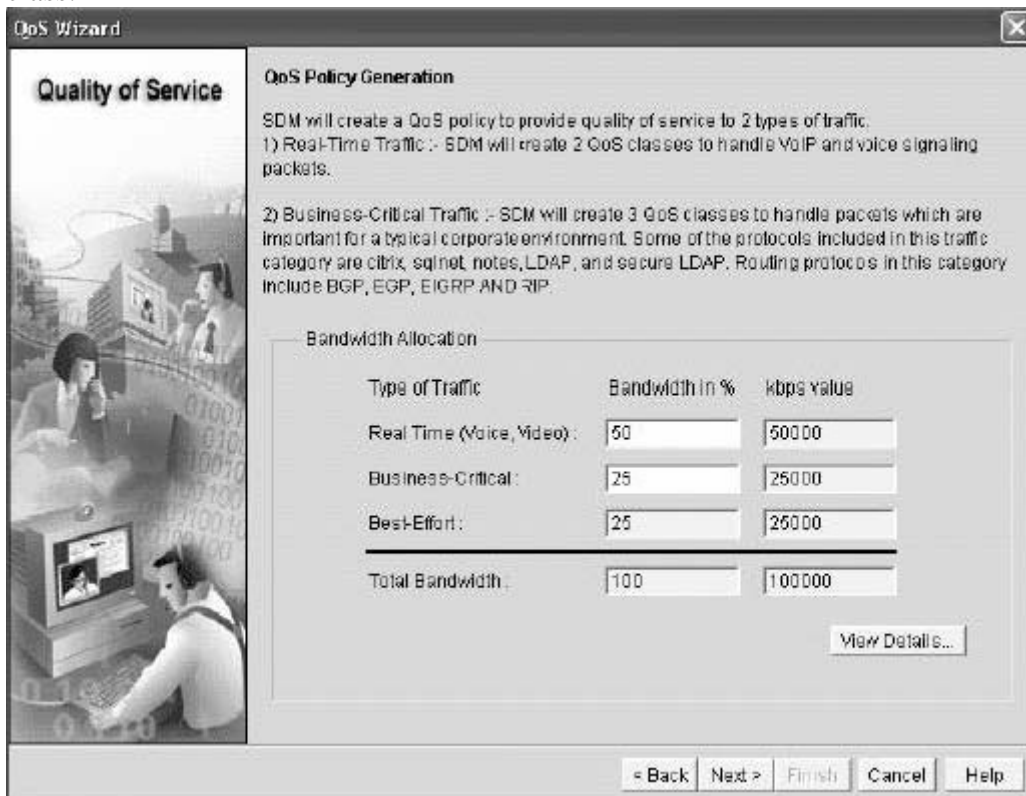 QoS Wizard
Quality of Service
QoS Policy Generation
SDM will create a QoS policy to provide quality of service to 2 types of traffic.
1) Real-Time Traffic :- SDM will create 2 QoS classes to handle VoIP and voice signaling
packets.
2) Business-Critical Traffic :- SDM will create 3 QoS classes to handle packets which are
important for a typical corporate environment. Some of the protocols included in this traffic
category are citrix, sqlnet, notes, LDAP, and secure LDAP. Routing protocols in this category
include BGP, EGP, EIGRP AND RIP.
Bandwidth Allocation
Type of Traffic Bandwidth in % kbps value
Real Time (Voice, Video) : 50 50000
Business-Critical : 25 25000
Best-Effort : 25 25000
Total Bandwidth : 100 100000
View Details...
< Back Next > Finish Cancel Help